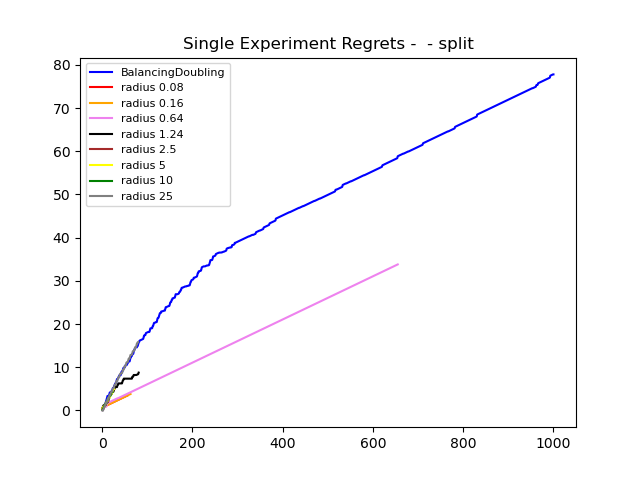 Single Experiment Regrets -  - split
80
70
60
50
40
30
20
10
0
BalancingDoubling
radius 0.08
radius 0.16
radius 0.64
radius 1.24
radius 2.5
radius 5
radius 10
radius 25
0 200 400 600 800 1000